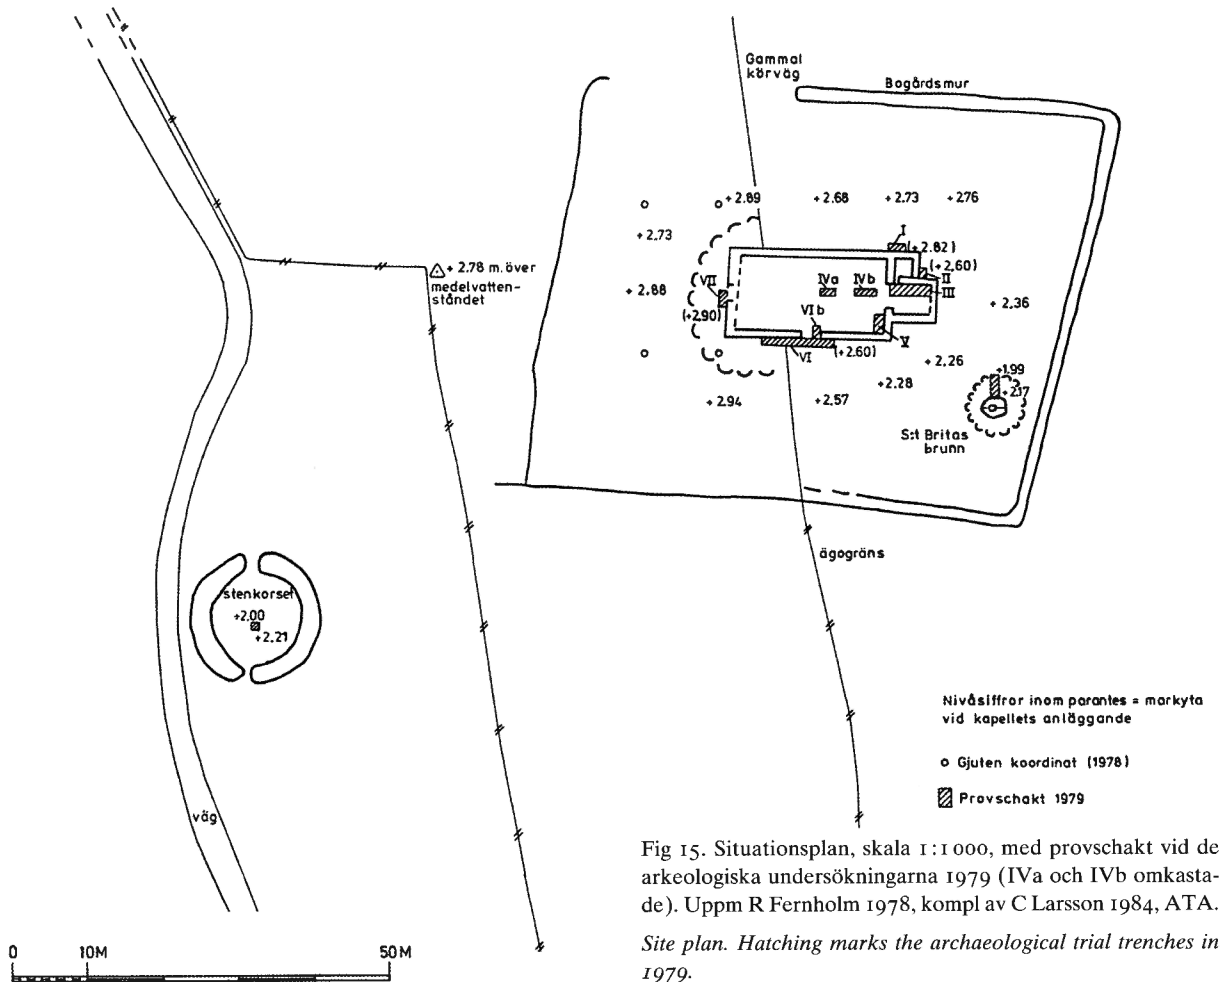 Gammal
körväg
Bogårdsmur
+2.89
+2.68
+2.73
+276
+2.73
I
(+2.82)
+2.78 m. över
medelvatten-
ståndet
(+2.60)
II
III
VII
IVa
IVb
+2.88
+2.36
(+2.90)
VIb
V
VI
(+2.60)
+2.26
+1.99
+2.94
+2.57
+2.28
+2.17
S:t Britas
brunn
ägogräns
stenkorset
+2.00
+2.21
väg
Nivåsiffror inom parantes = markyta
vid kapellets anläggande
Gjuten koordinat (1978)
Provschakt 1979
Fig 15. Situationsplan, skala 1:1 000, med provschakt vid de
arkeologiska undersökningarna 1979 (IVa och IVb omkasta-
de). Uppm R Fernholm 1978, kompl av C Larsson 1984, ATA.
Site plan. Hatching marks the archaeological trial trenches in
1979.
0 10M 50M